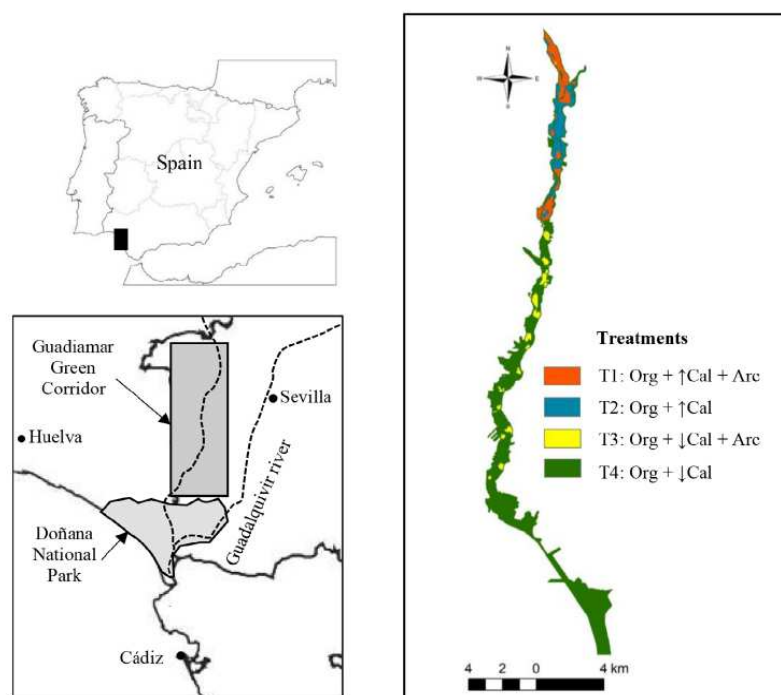 Spain
Guadiamar
Green
Corridor
Sevilla
Huelva
Guadalquivir river
Doñana
National
Park
Cádiz
N
W E
S
Treatments
T1: Org + ↑Cal + Arc
T2: Org + ↑Cal
T3: Org + ↓Cal + Arc
T4: Org + ↓Cal
4 2 0 4 km